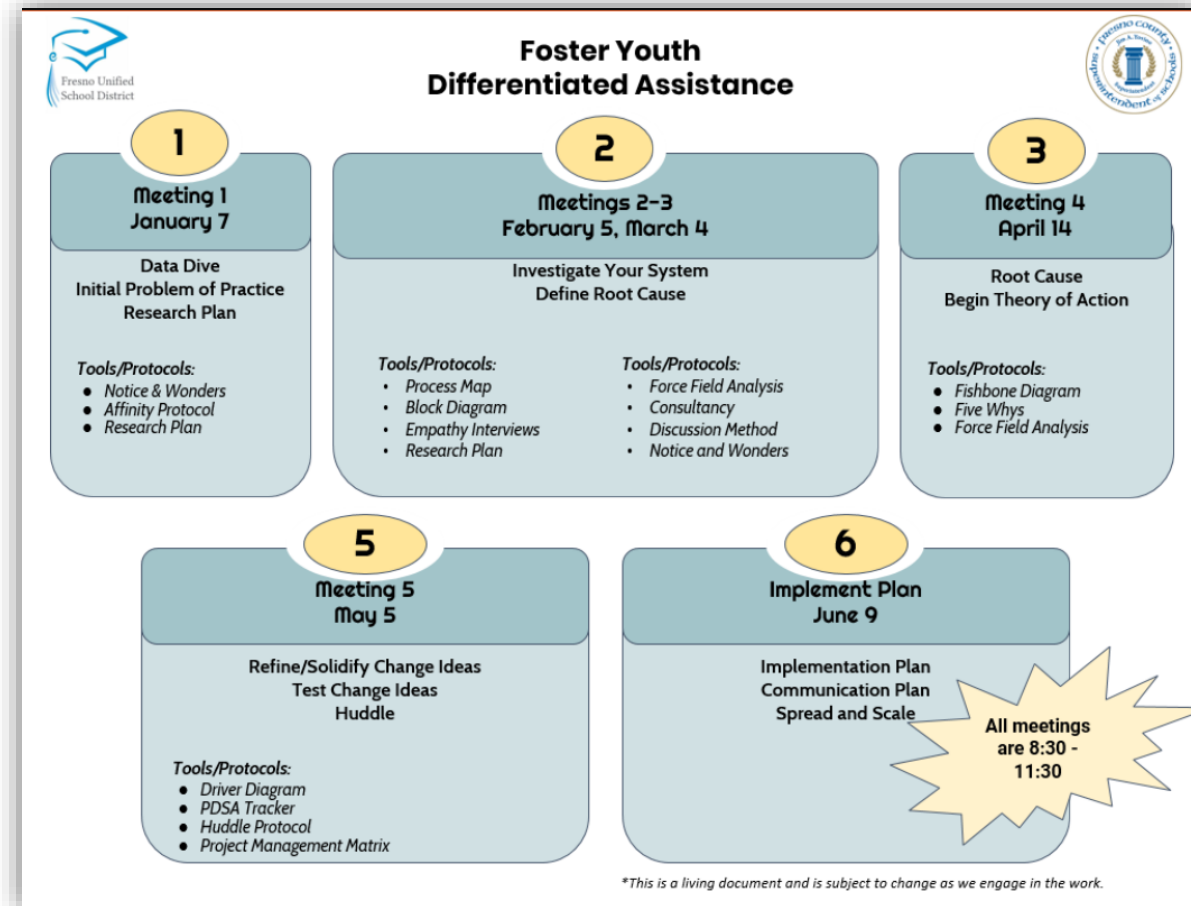 Fresno Unified
School District
Foster Youth
Differentiated Assistance
Fresno County
Superintendent of Schools
Superintendent
1
Meeting 1
January 7
Data Dive
Initial Problem of Practice
Research Plan
Tools/Protocols:
● Notice & Wonders
● Affinity Protocol
● Research Plan
2
Meetings 2-3
February 5, March 4
Investigate Your System
Define Root Cause
Tools/Protocols:
• Process Map
• Block Diagram
• Empathy Interviews
• Research Plan
Tools/Protocols:
• Force Field Analysis
• Consultancy
• Discussion Method
• Notice and Wonders
3
Meeting 4
April 14
Root Cause
Begin Theory of Action
Tools/Protocols:
● Fishbone Diagram
● Five Whys
● Force Field Analysis
5
Meeting 5
May 5
Refine/Solidify Change Ideas
Test Change Ideas
Huddle
Tools/Protocols:
● Driver Diagram
● PDSA Tracker
● Huddle Protocol
● Project Management Matrix
6
Implement Plan
June 9
Implementation Plan
Communication Plan
Spread and Scale
All meetings
are 8:30 -
11:30
*This is a living document and is subject to change as we engage in the work.